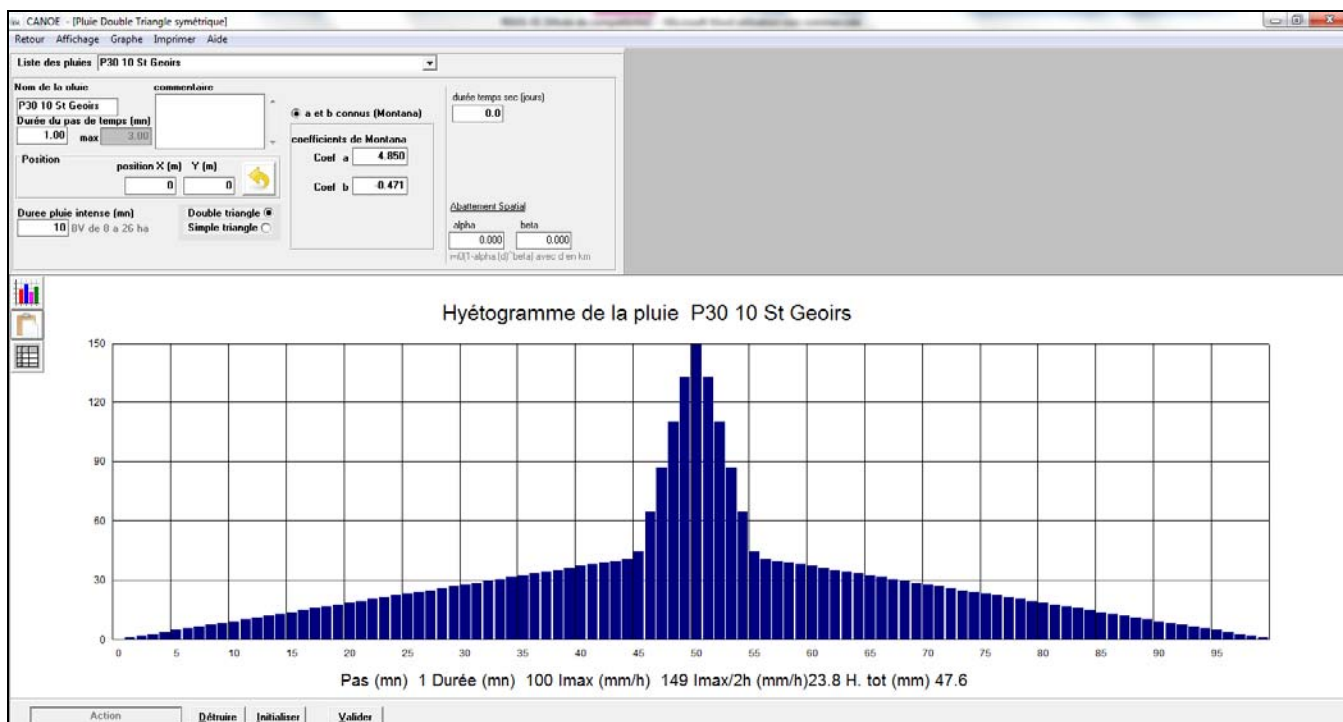 CANOE - [Pluie Double Triangle symétrique]
Retour Affichage Graphe Imprimer Aide
Liste des pluies P30 10 St Geoirs
Nom de la pluie commentaire
P30 10 St Geoirs
Durée du pas de temps (mn)
1.00 max 3.00
Position
position X (m) Y (m)
0 0
Duree pluie intense (mn)
10 BV de 8 a 26 ha
Double triangle
Simple triangle
a et b connus (Montana)
coefficients de Montana
Coef a 4.850
Coef b -0.471
durée temps sec (jours)
0.0
Abattement Spatial
alpha beta
0.000 0.000
i=i0(1-alpha.(d)^beta) avec d en km
Hyétogramme de la pluie P30 10 St Geoirs
150
120
90
60
30
0
0 5 10 15 20 25 30 35 40 45 50 55 60 65 70 75 80 85 90 95
Pas (mn) 1 Durée (mn) 100 Imax (mm/h) 149 Imax/2h (mm/h)23.8 H. tot (mm) 47.6
Action Détruire Initialiser Valider